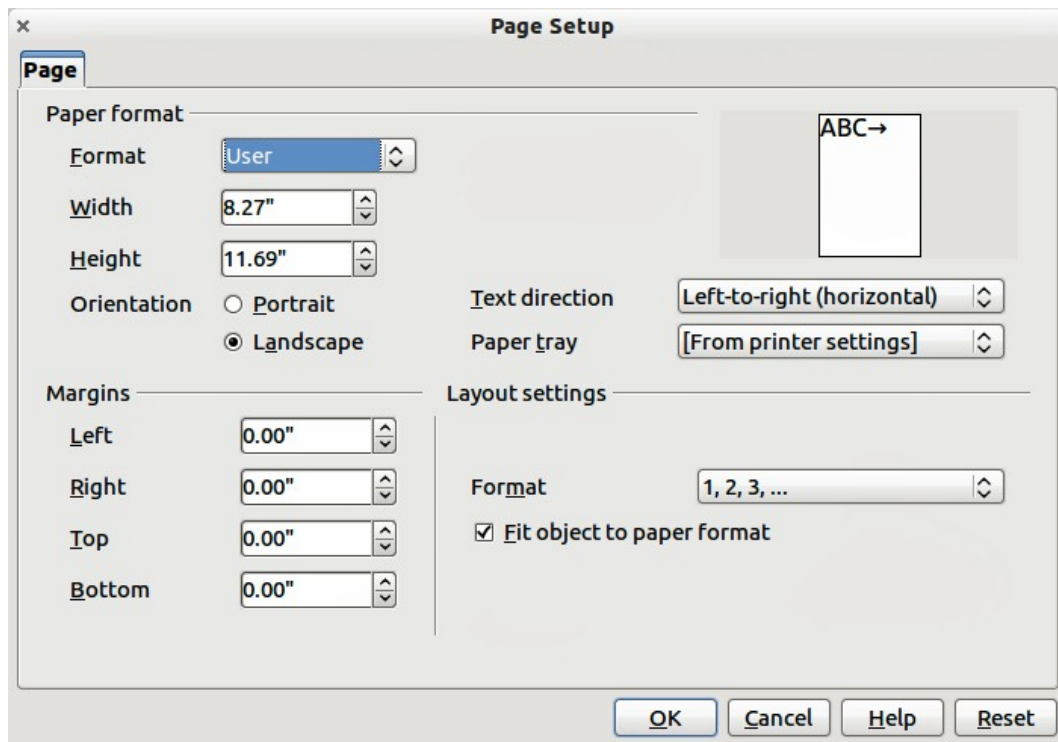 Page Setup
Page
Paper format
ABC→
Format User
Width 8.27"
Height 11.69"
Orientation Portrait
Text direction Left-to-right (horizontal)
Landscape
Paper tray [From printer settings]
Margins
Layout settings
Left 0.00"
Right 0.00"
Format 1, 2, 3, ...
Top 0.00"
Fit object to paper format
Bottom 0.00"
OK Cancel Help Reset